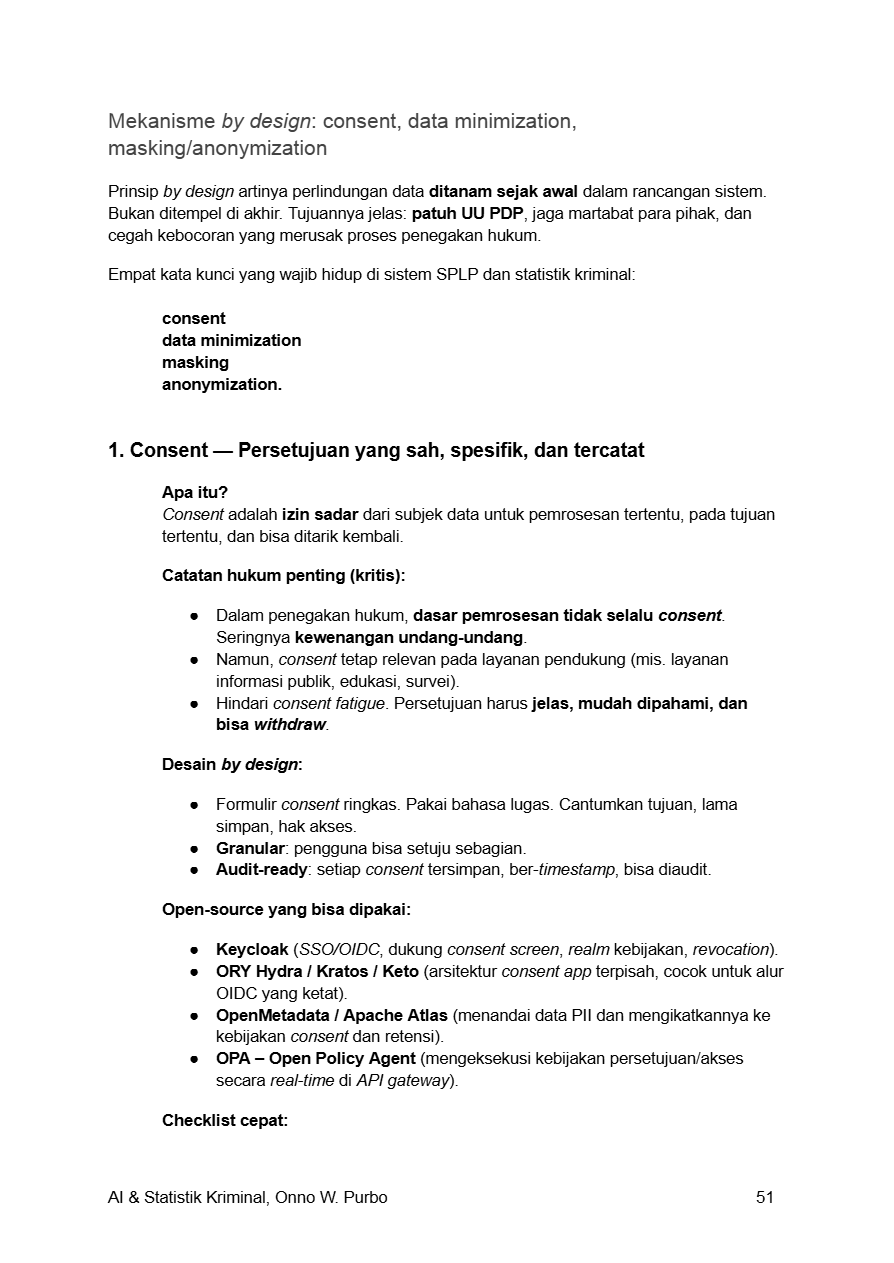 Mekanisme by design: consent, data minimization,
masking/anonymization
Prinsip by design artinya perlindungan data ditanam sejak awal dalam rancangan sistem.
Bukan ditempel di akhir. Tujuannya jelas: patuh UU PDP, jaga martabat para pihak, dan
cegah kebocoran yang merusak proses penegakan hukum.
Empat kata kunci yang wajib hidup di sistem SPLP dan statistik kriminal:
consent
data minimization
masking
anonymization.
1. Consent — Persetujuan yang sah, spesifik, dan tercatat
Apa itu?
Consent adalah izin sadar dari subjek data untuk pemrosesan tertentu, pada tujuan
tertentu, dan bisa ditarik kembali.
Catatan hukum penting (kritis):
● Dalam penegakan hukum, dasar pemrosesan tidak selalu consent.
Seringnya kewenangan undang-undang.
● Namun, consent tetap relevan pada layanan pendukung (mis. layanan
informasi publik, edukasi, survei).
● Hindari consent fatigue. Persetujuan harus jelas, mudah dipahami, dan
bisa withdraw.
Desain by design:
● Formulir consent ringkas. Pakai bahasa lugas. Cantumkan tujuan, lama
simpan, hak akses.
● Granular: pengguna bisa setuju sebagian.
● Audit-ready: setiap consent tersimpan, ber-timestamp, bisa diaudit.
Open-source yang bisa dipakai:
● Keycloak (SSO/OIDC, dukung consent screen, realm kebijakan, revocation).
● ORY Hydra / Kratos / Keto (arsitektur consent app terpisah, cocok untuk alur
OIDC yang ketat).
● OpenMetadata / Apache Atlas (menandai data PII dan mengikatkannya ke
kebijakan consent dan retensi).
● OPA – Open Policy Agent (mengeksekusi kebijakan persetujuan/akses
secara real-time di API gateway).
Checklist cepat:
AI & Statistik Kriminal, Onno W. Purbo 51